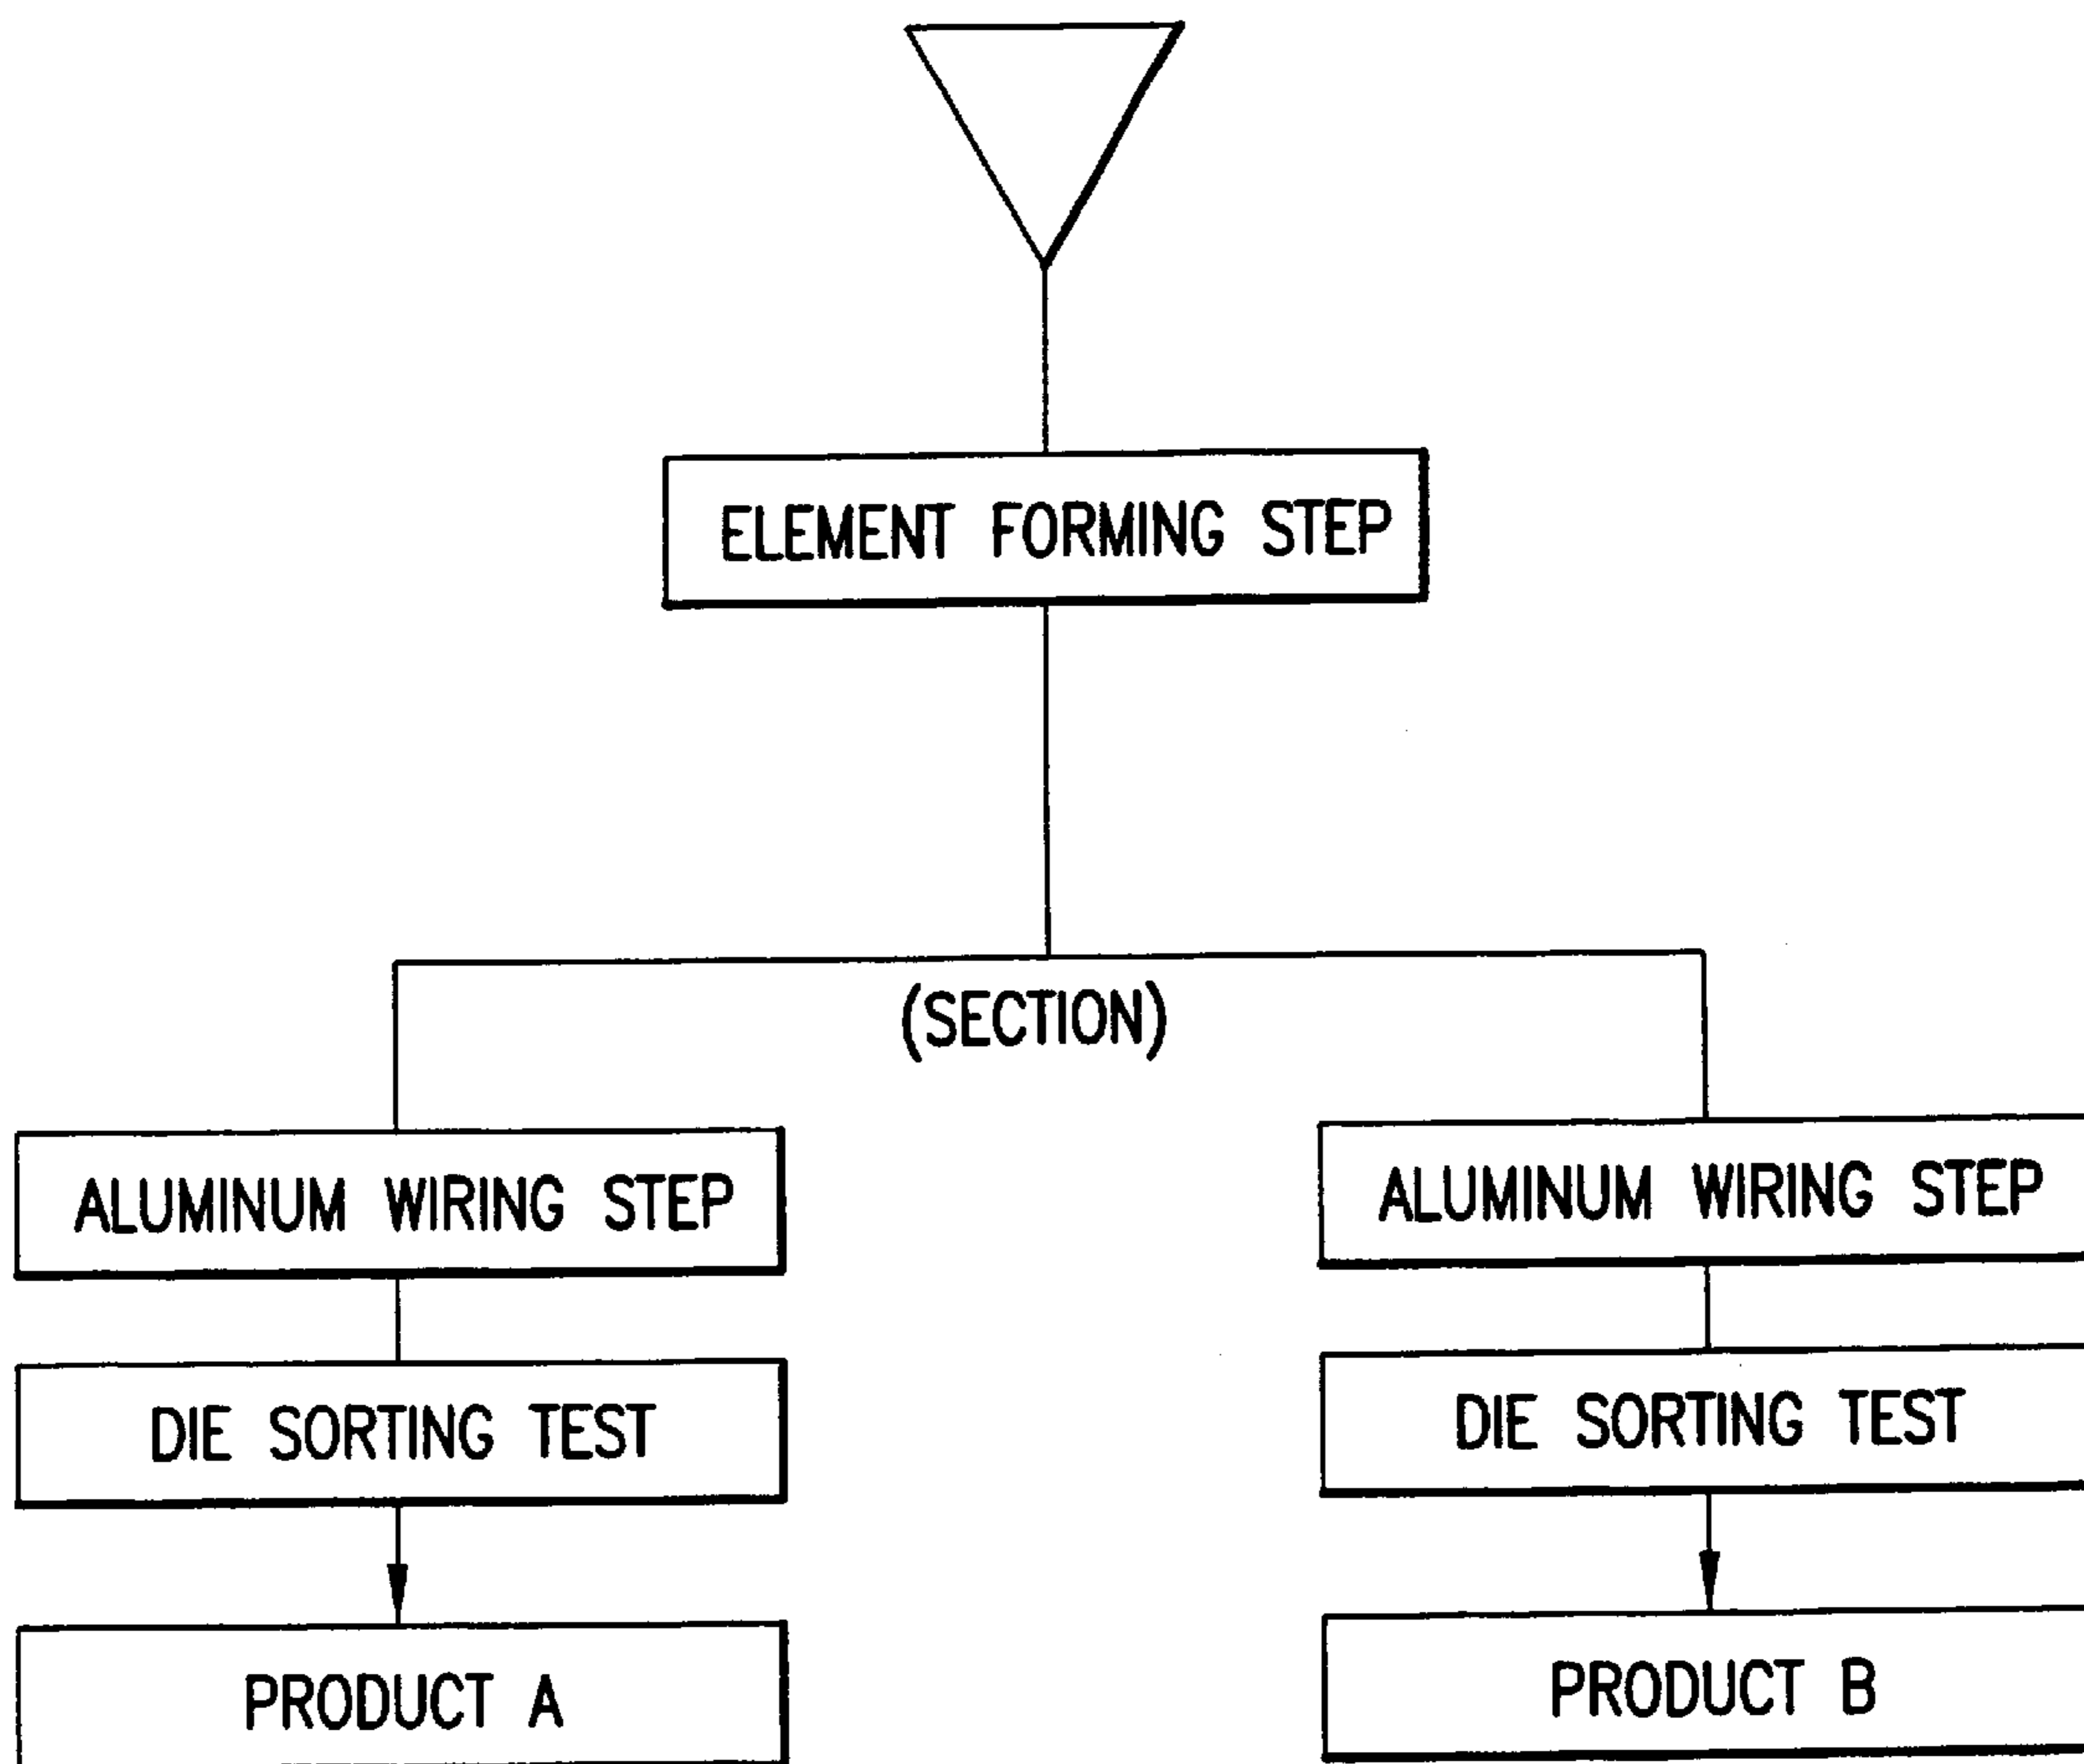 ELEMENT FORMING STEP
(SECTION)
ALUMINUM WIRING STEP
ALUMINUM WIRING STEP
DIE SORTING TEST
DIE SORTING TEST
PRODUCT A
PRODUCT B